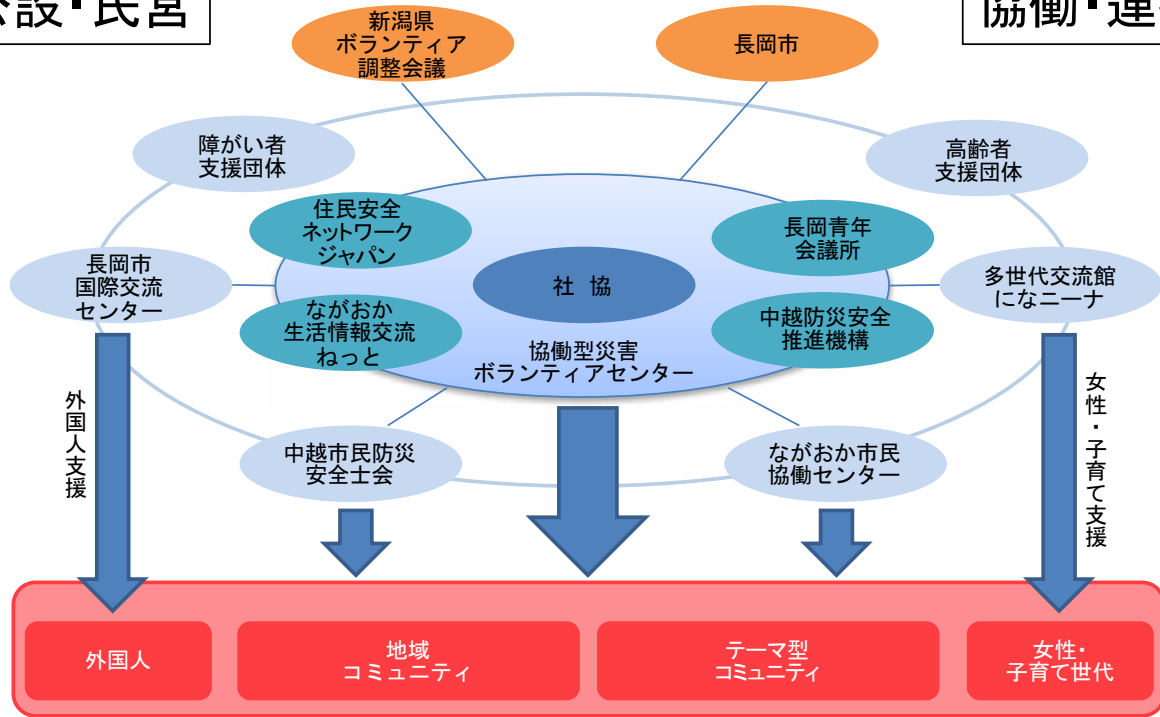 設・民営
協働・連
新潟県
ボランティア
調整会議
長岡市
障がい者
支援団体
高齢者
支援団体
住民安全
ネットワーク
ジャパン
長岡青年
会議所
長岡市
国際交流
センター
社 協
多世代交流館
になニーナ
ながおか
生活情報交流
ねっと
中越防災安全
推進機構
協働型災害
ボランティアセンター
外国人支援
女性・子育て支援
中越市民防災
安全士会
ながおか市民
協働センター
外国人
地域
コミュニティ
テーマ型
コミュニティ
女性・
子育て世代